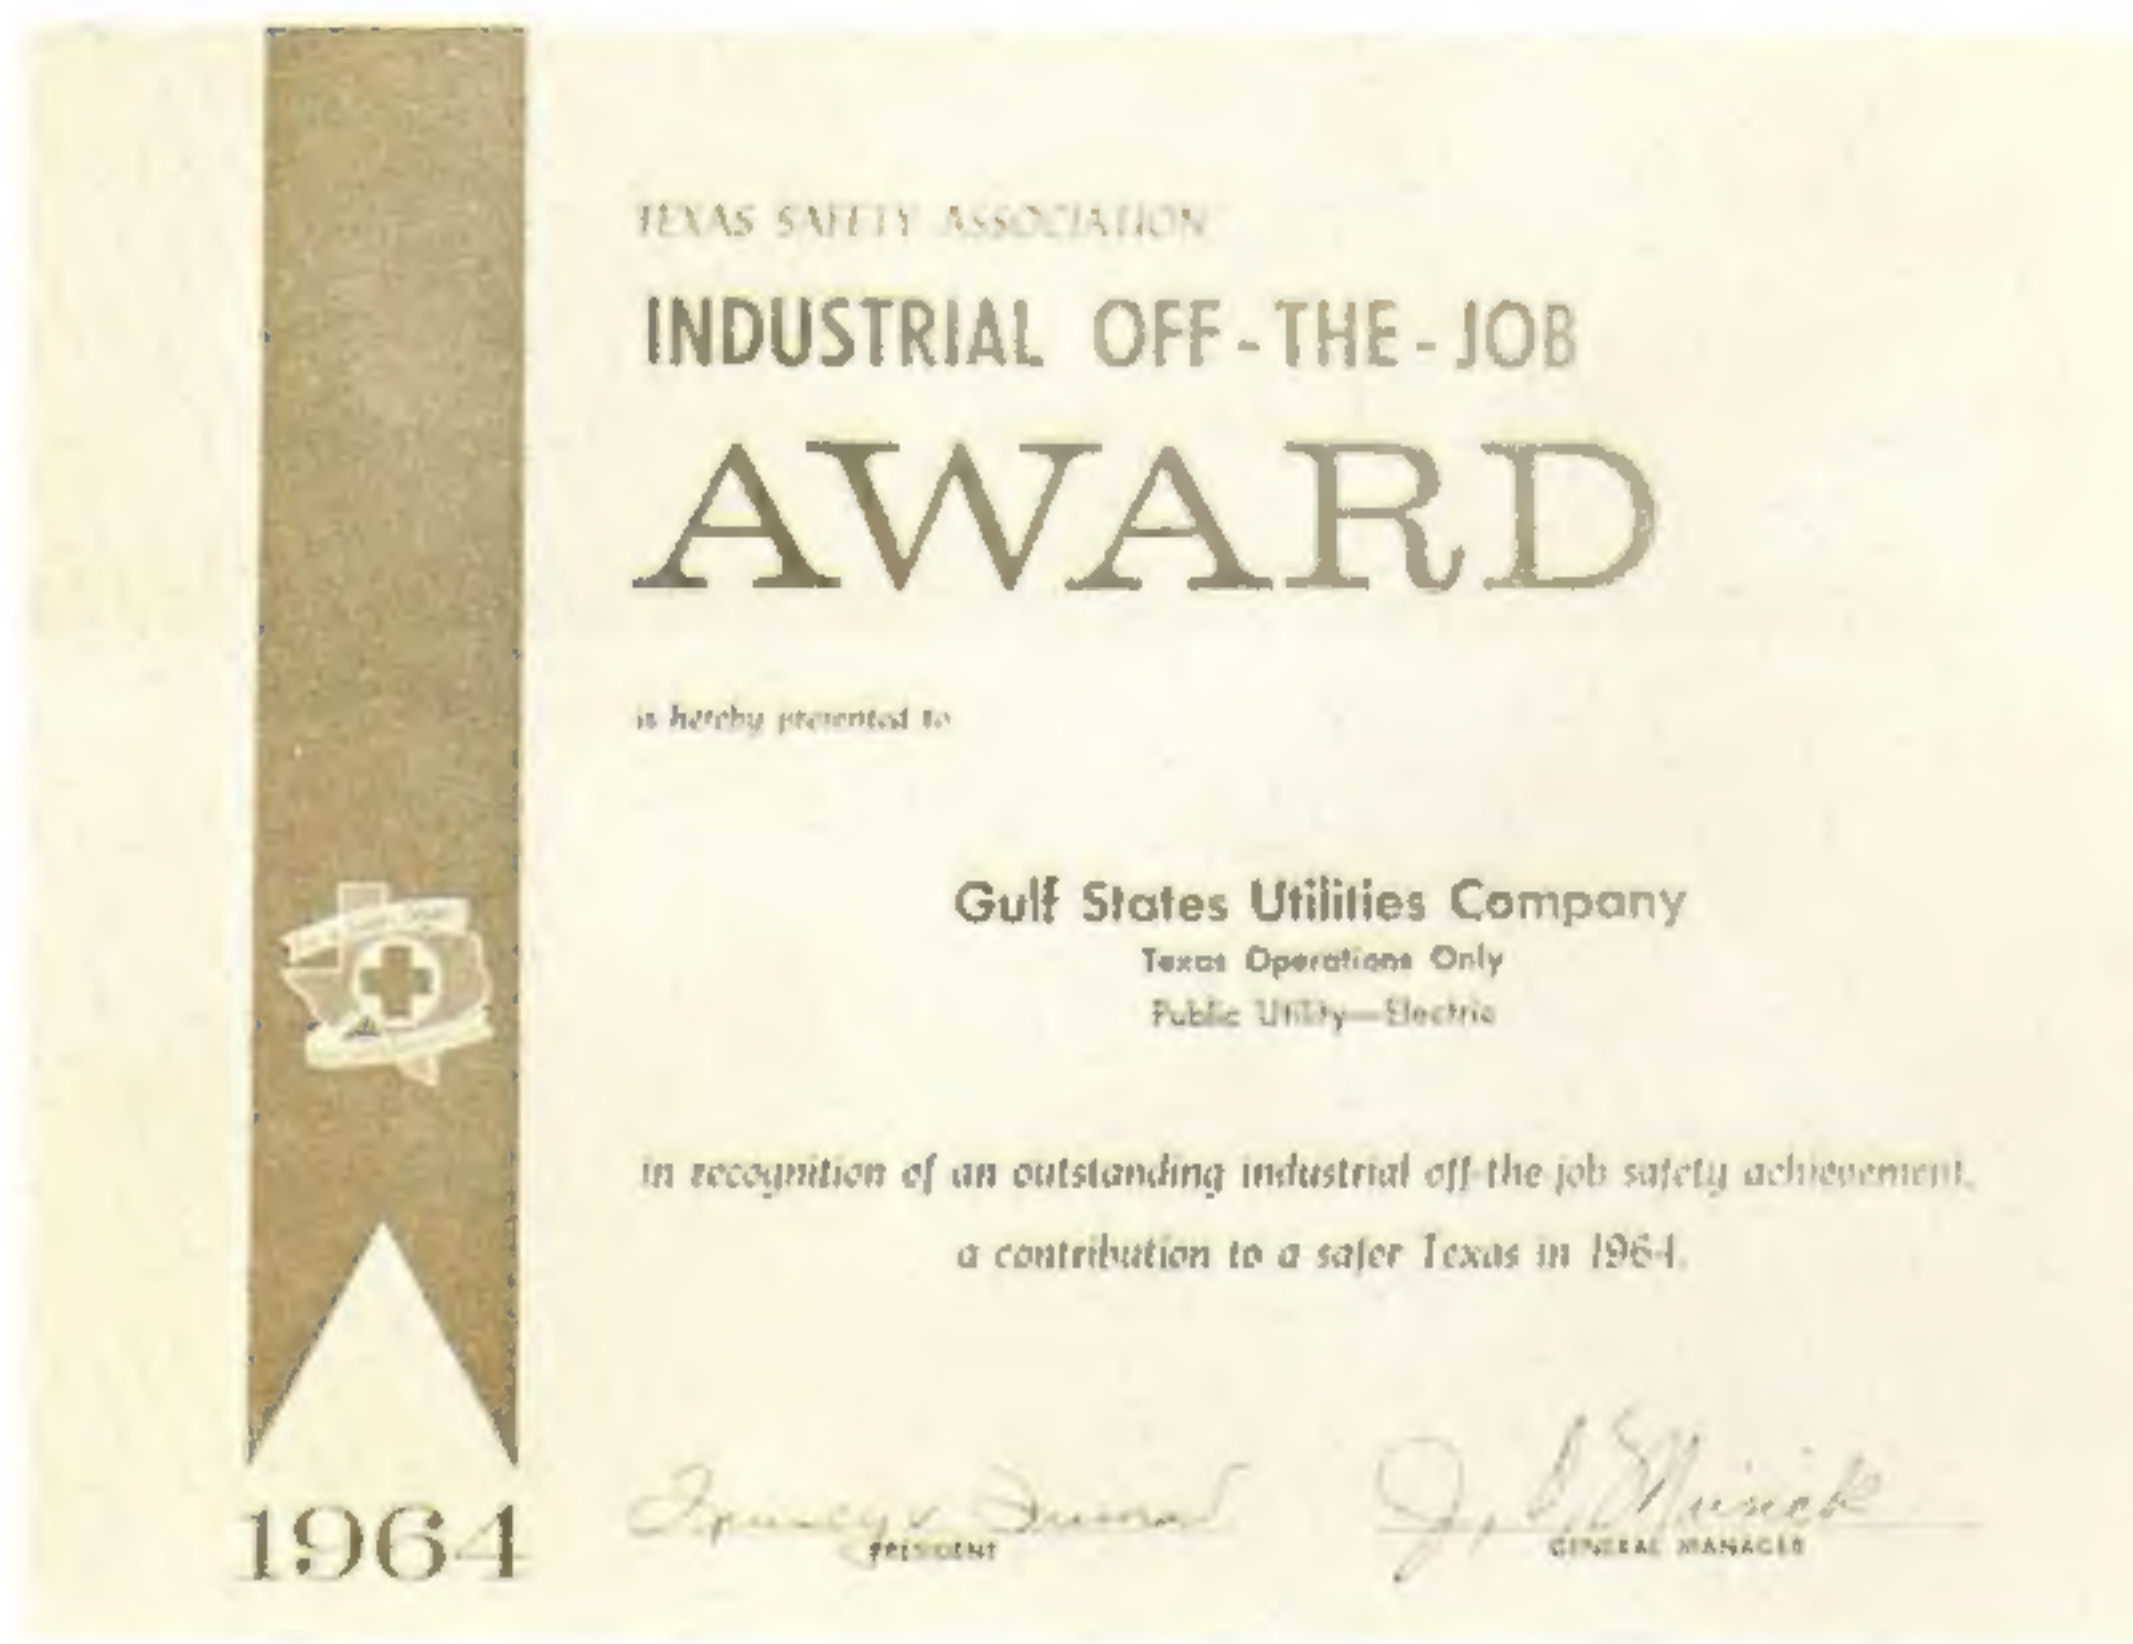 TEXAS SAFETY ASSOCIATION
INDUSTRIAL OFF-THE-JOB
AWARD
is hereby presented to
Gulf States Utilities Company
Texas Operations Only
Public Utility—Electric
in recognition of an outstanding industrial off-the-job safety achievement,
a contribution to a safer Texas in 1964.
PRESIDENT
GENERAL MANAGER
1964